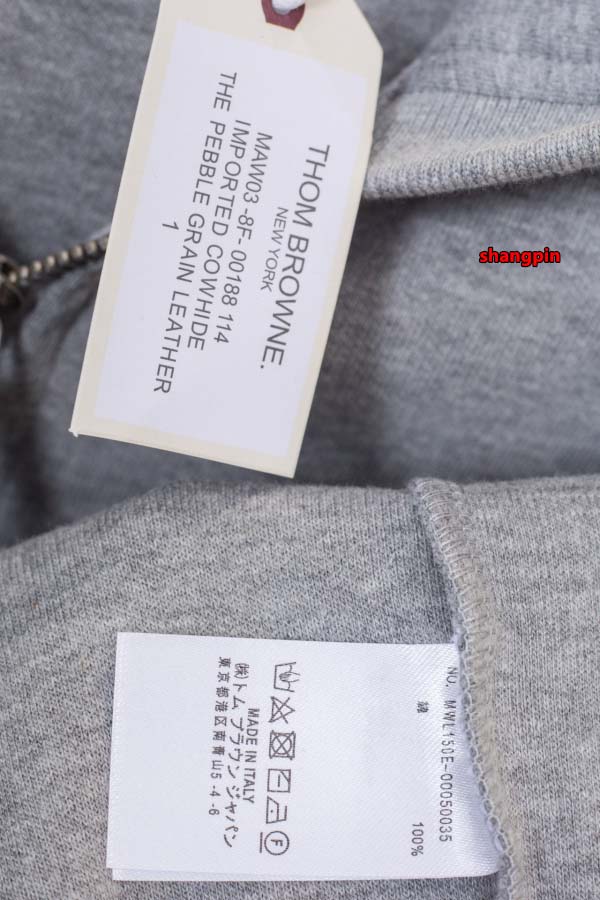 THOM BROWNE.
NEW YORK
MAW03 -8F- 00188 114
IMPORTED COWHIDE
THE PEBBLE GRAIN LEATHER
1
shangpin
NO. MWL150E-00050035
100%
F
MADE IN ITALY
(株)トム ブラウン ジャパン
東京都港区南青山5-4-6